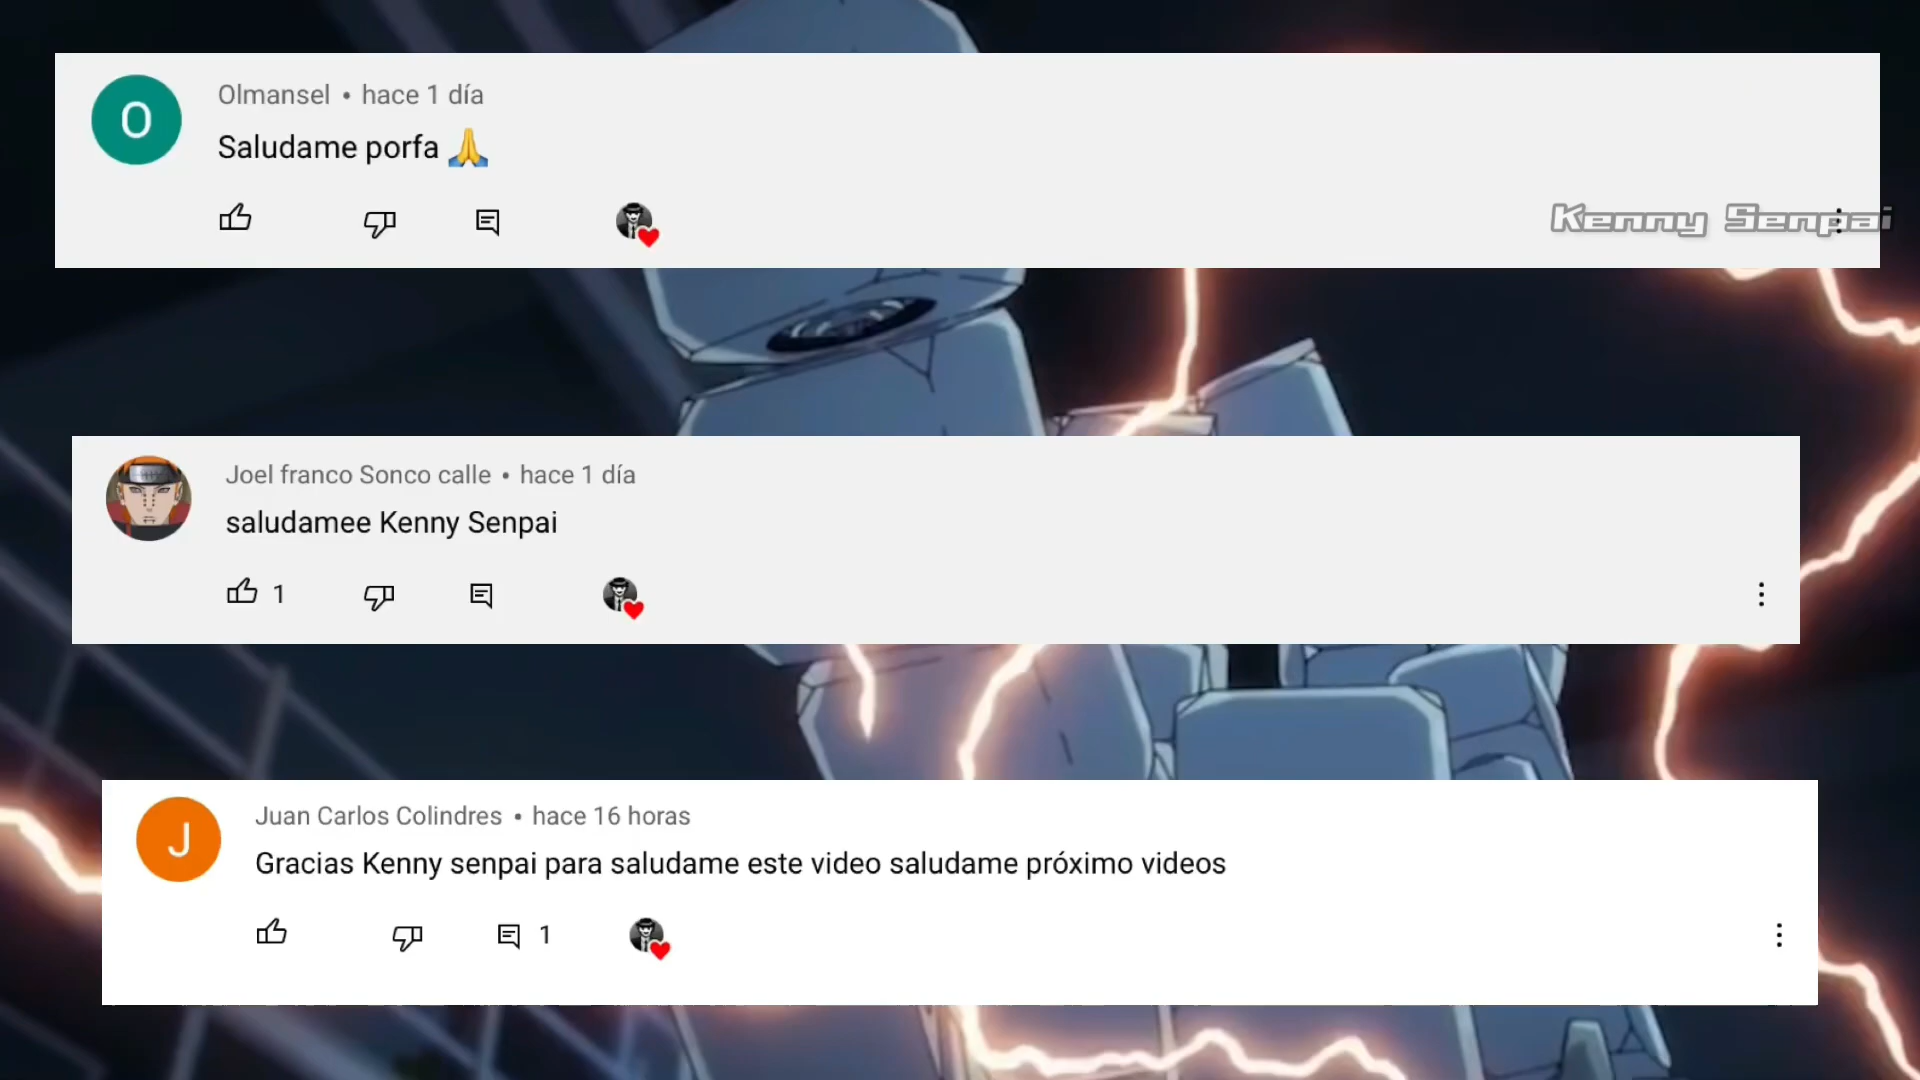 O
Olmansel • hace 1 día
Saludame porfa 🙏
Kenny Senpai
Joel franco Sonco calle • hace 1 día
saludamee Kenny Senpai
1
J
Juan Carlos Colindres • hace 16 horas
Gracias Kenny senpai para saludame este video saludame próximo videos
1